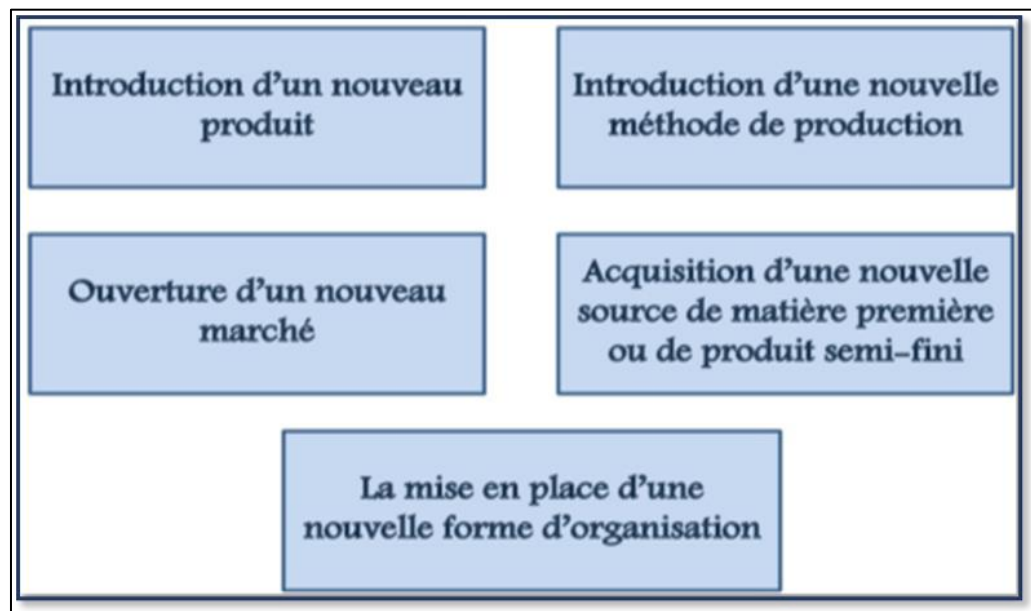 Introduction d’un nouveau
produit
Introduction d’une nouvelle
méthode de production
Ouverture d’un nouveau
marché
Acquisition d’une nouvelle
source de matière première
ou de produit semi-fini
La mise en place d’une
nouvelle forme d’organisation